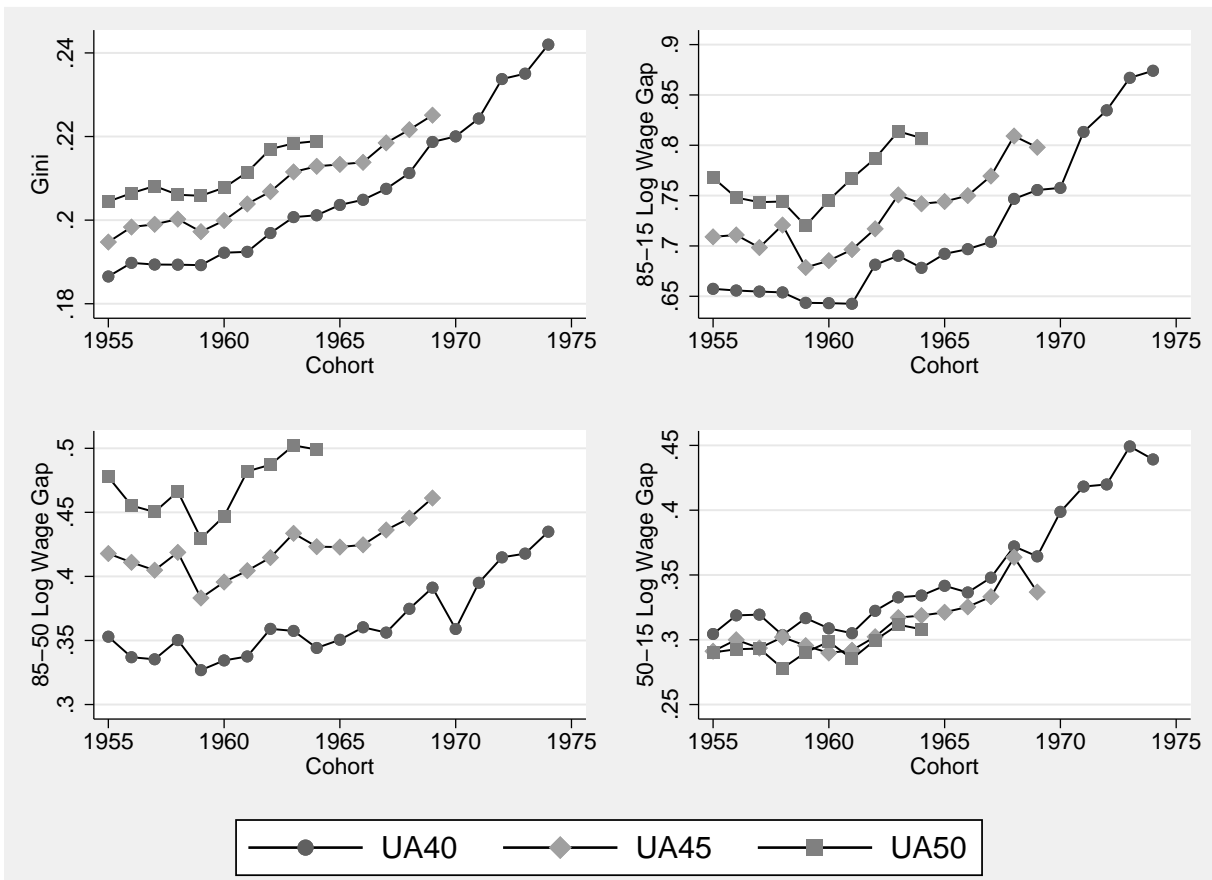 Gini
.24
.22
.2
.18
1955 1960 1965 1970 1975
Cohort
85−15 Log Wage Gap
.9
.85
.8
.75
.7
.65
1955 1960 1965 1970 1975
Cohort
85−50 Log Wage Gap
.5
.45
.4
.35
.3
1955 1960 1965 1970 1975
Cohort
50−15 Log Wage Gap
.45
.4
.35
.3
.25
1955 1960 1965 1970 1975
Cohort
UA40 UA45 UA50